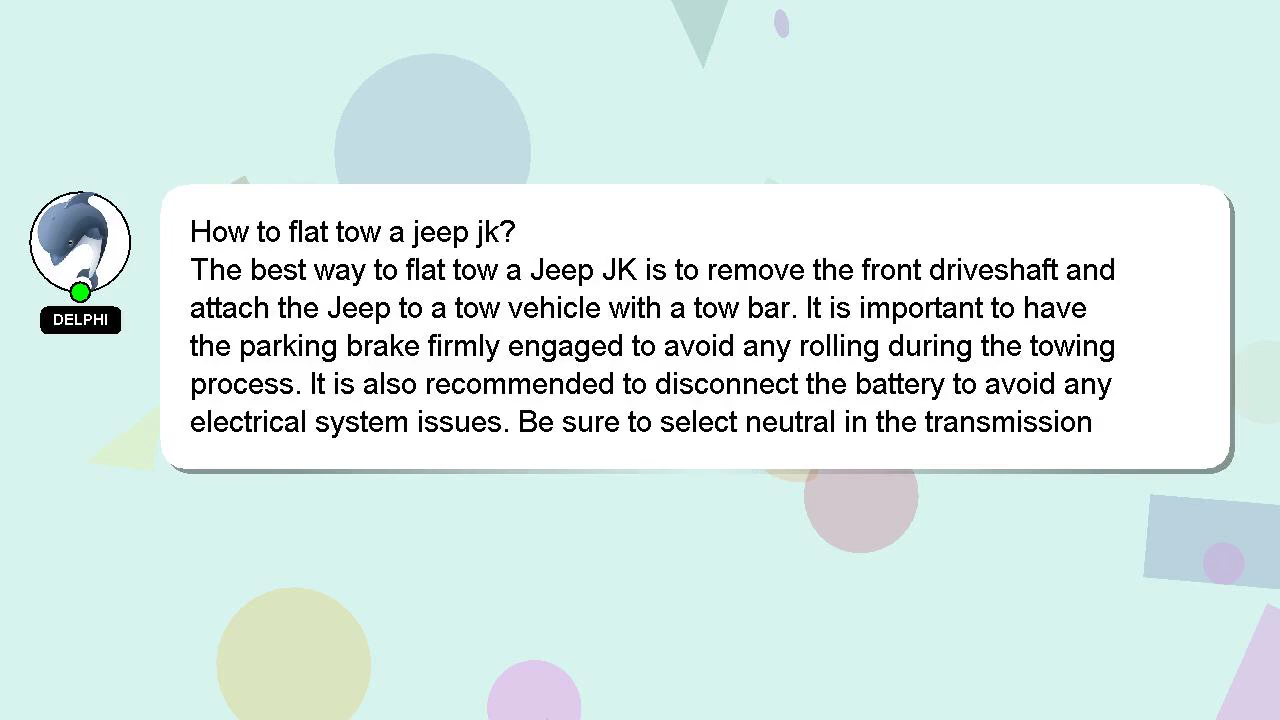 How to flat tow a jeep jk?
The best way to flat tow a Jeep JK is to remove the front driveshaft and
attach the Jeep to a tow vehicle with a tow bar. It is important to have
the parking brake firmly engaged to avoid any rolling during the towing
process. It is also recommended to disconnect the battery to avoid any
electrical system issues. Be sure to select neutral in the transmission
DELPHI